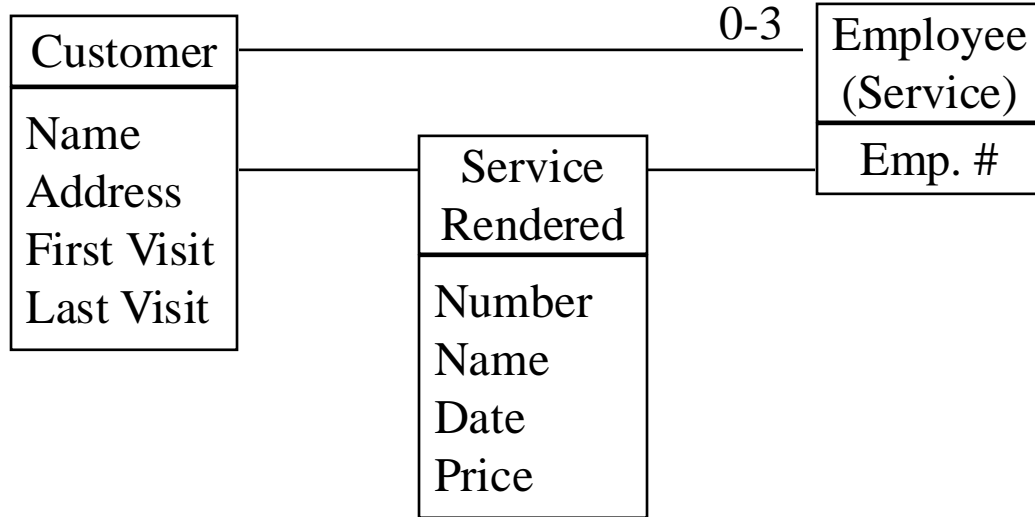 Customer
Name
Address
First Visit
Last Visit
0-3
Employee
(Service)
Emp. #
Service
Rendered
Number
Name
Date
Price